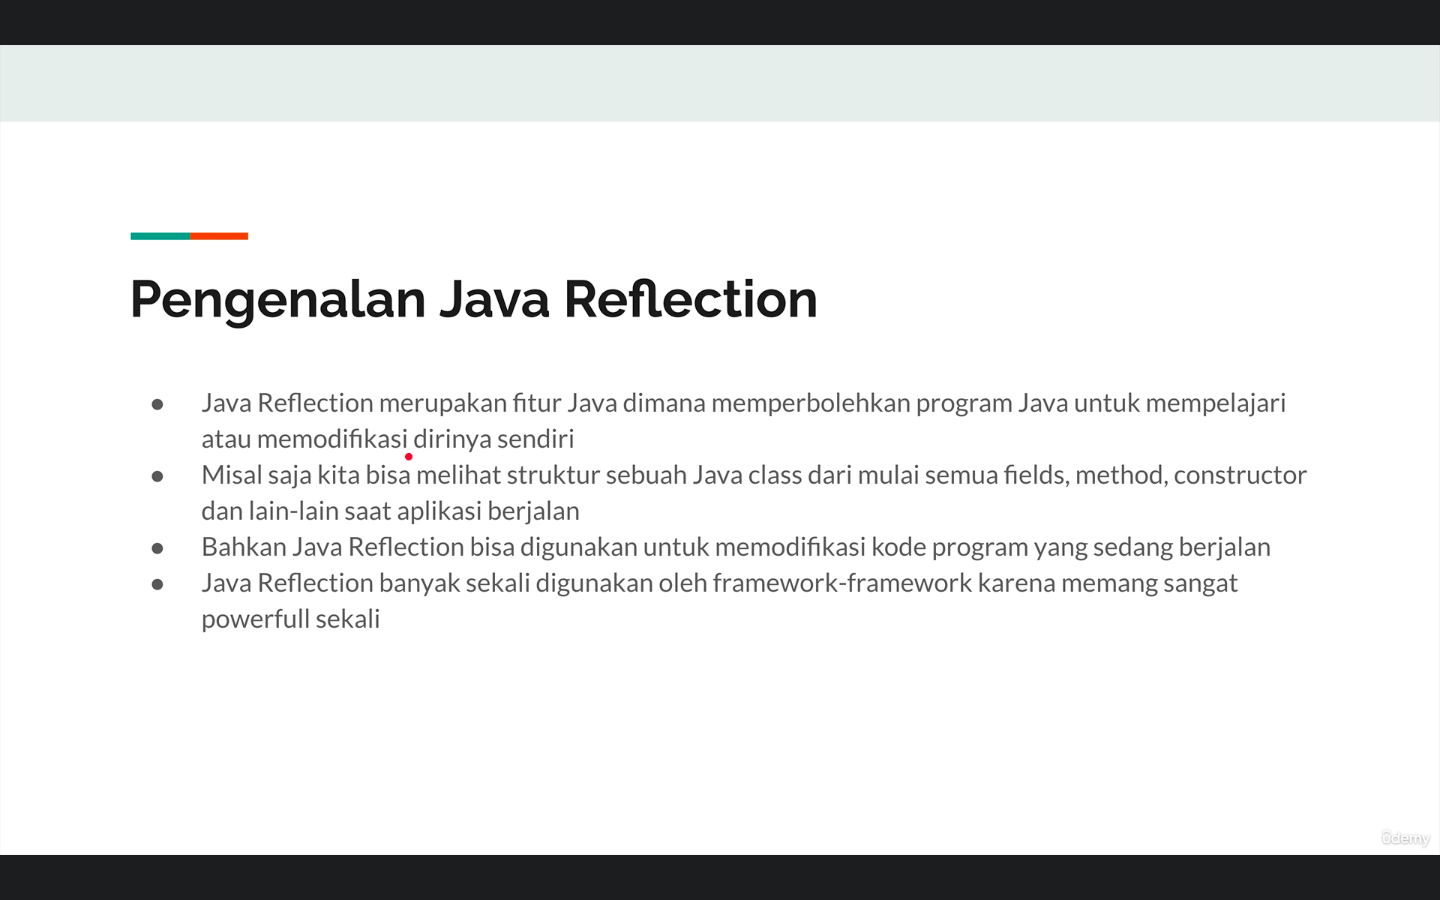 Pengenalan Java Reflection
● Java Reflection merupakan fitur Java dimana memperbolehkan program Java untuk mempelajari
atau memodifikasi dirinya sendiri
● Misal saja kita bisa melihat struktur sebuah Java class dari mulai semua fields, method, constructor
dan lain-lain saat aplikasi berjalan
● Bahkan Java Reflection bisa digunakan untuk memodifikasi kode program yang sedang berjalan
● Java Reflection banyak sekali digunakan oleh framework-framework karena memang sangat
powerfull sekali
ûdemy